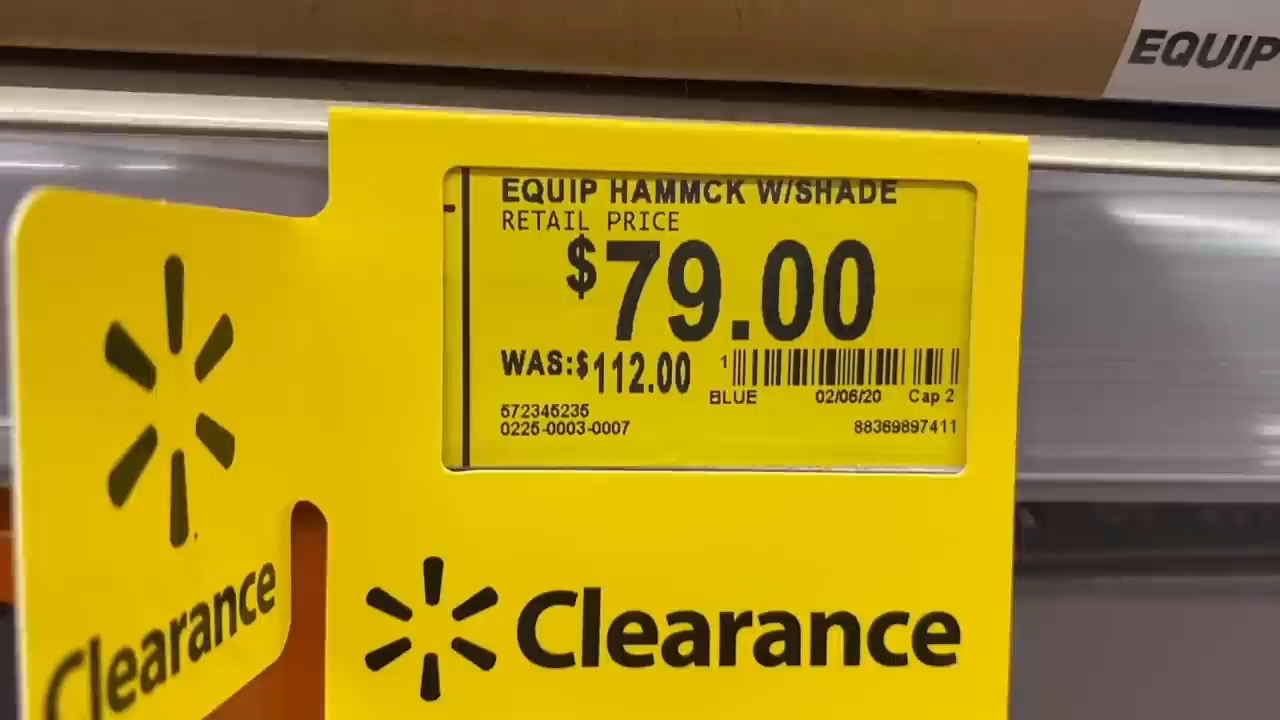 EQUIP
EQUIP HAMMCK W/SHADE
RETAIL PRICE
$79.00
WAS:$112.00
1
BLUE 02/06/20 Cap 2
572345235
0225-0003-0007 88369897411
Clearance
Clearance